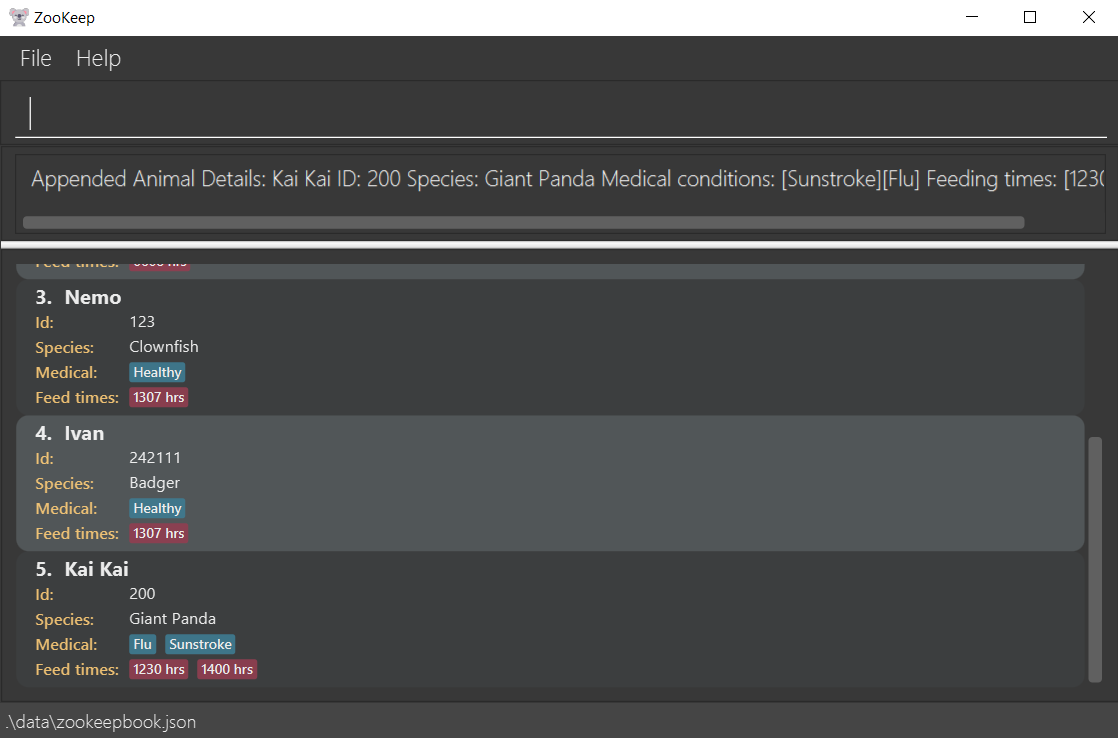 ZooKeep
File Help
Appended Animal Details: Kai Kai ID: 200 Species: Giant Panda Medical conditions: [Sunstroke][Flu] Feeding times: [1230
Feed times:
3. Nemo
Id: 123
Species: Clownfish
Medical: Healthy
Feed times: 1307 hrs
4. Ivan
Id: 242111
Species: Badger
Medical: Healthy
Feed times: 1307 hrs
5. Kai Kai
Id: 200
Species: Giant Panda
Medical: Flu Sunstroke
Feed times: 1230 hrs 1400 hrs
.\data\zookeepbook.json